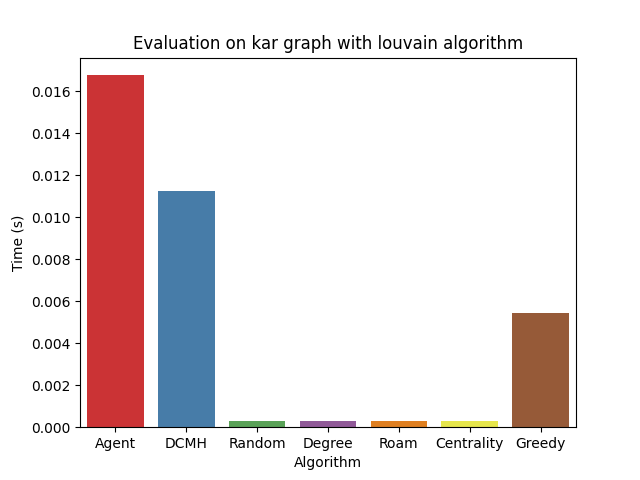 Evaluation on kar graph with louvain algorithm
0.016
0.014
0.012
0.010
0.008
0.006
0.004
0.002
0.000
Time (s)
Agent DCMH Random Degree Roam Centrality Greedy
Algorithm